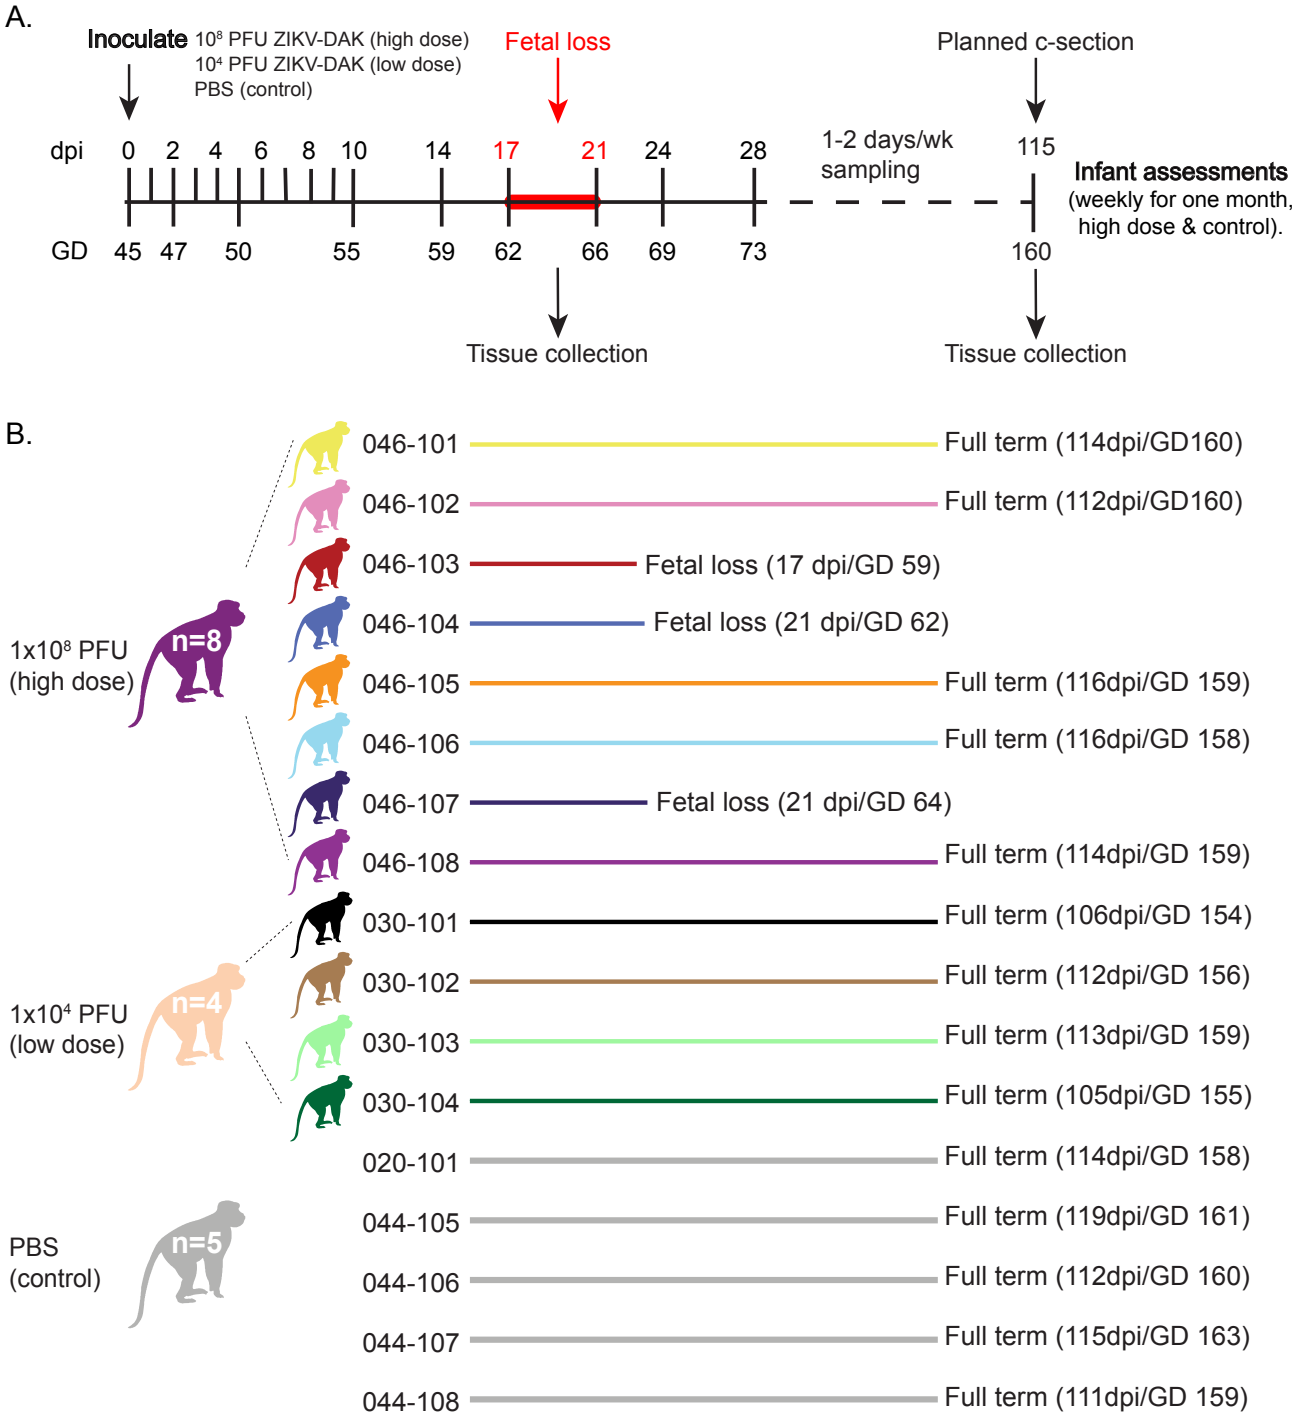 A.
Inoculate 10⁸ PFU ZIKV-DAK (high dose)
10⁴ PFU ZIKV-DAK (low dose)
PBS (control)
Fetal loss
Planned c-section
dpi 0 2 4 6 8 10 14 17 21 24 28
1-2 days/wk
sampling
115
Infant assessments
(weekly for one month,
high dose & control).
GD 45 47 50 55 59 62 66 69 73 160
Tissue collection
Tissue collection
B.
046-101 Full term (114dpi/GD160)
046-102 Full term (112dpi/GD160)
046-103 Fetal loss (17 dpi/GD 59)
046-104 Fetal loss (21 dpi/GD 62)
1x10⁸ PFU
(high dose)
n=8
046-105 Full term (116dpi/GD 159)
046-106 Full term (116dpi/GD 158)
046-107 Fetal loss (21 dpi/GD 64)
046-108 Full term (114dpi/GD 159)
030-101 Full term (106dpi/GD 154)
030-102 Full term (112dpi/GD 156)
1x10⁴ PFU
(low dose)
n=4
030-103 Full term (113dpi/GD 159)
030-104 Full term (105dpi/GD 155)
020-101 Full term (114dpi/GD 158)
044-105 Full term (119dpi/GD 161)
PBS
(control)
n=5
044-106 Full term (112dpi/GD 160)
044-107 Full term (115dpi/GD 163)
044-108 Full term (111dpi/GD 159)